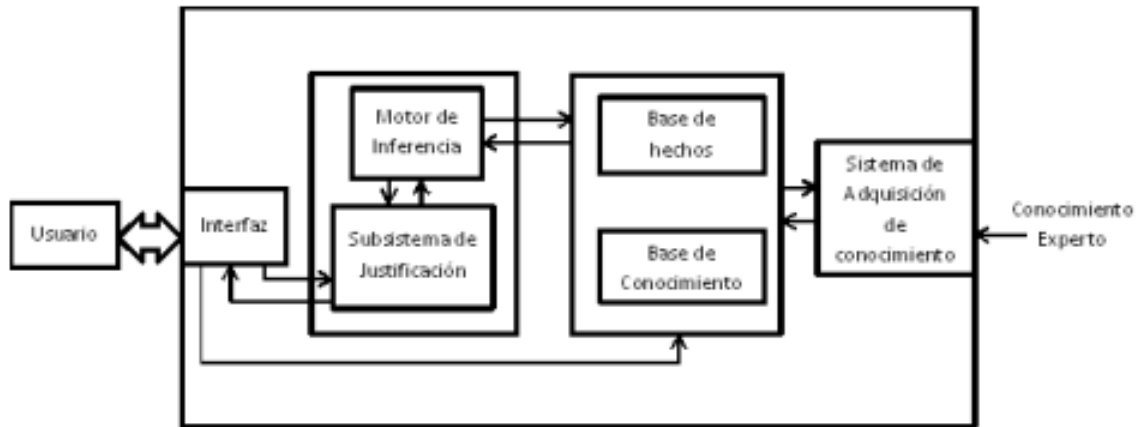 Usuario
Interfaz
Motor de
Inferencia
Subsistema de
Justificación
Base de
hechos
Base de
Conocimiento
Sistema de
Adquisición
de
conocimiento
Conocimiento
Experto